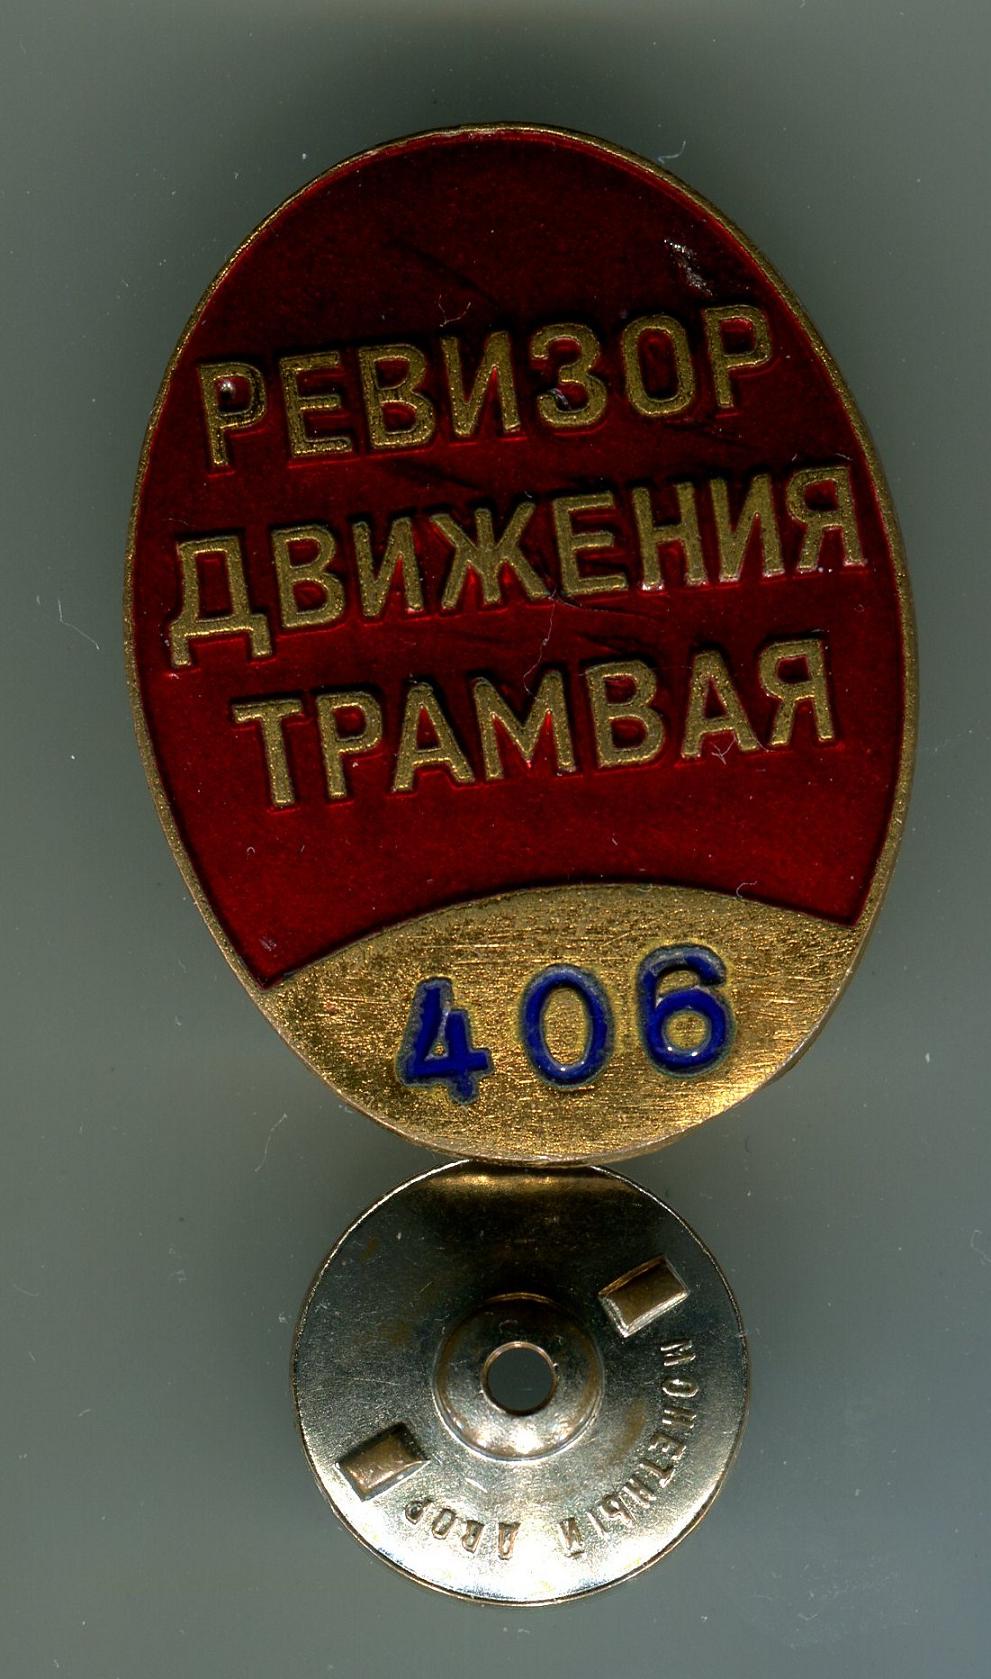 РЕВИЗОР
ДВИЖЕНИЯ
ТРАМВАЯ
406
МОНЕТНЫЙ ДВОР